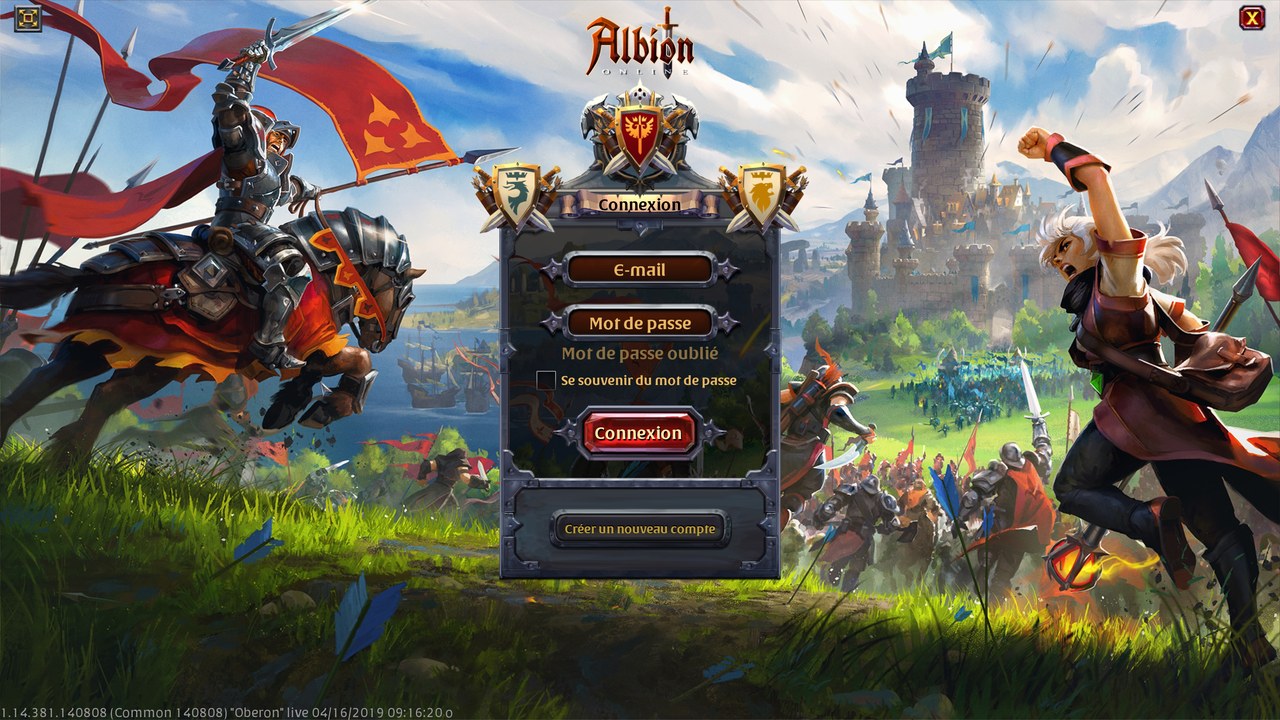 Albion
ONLINE
Connexion
E-mail
Mot de passe
Mot de passe oublié
Se souvenir du mot de passe
Connexion
Créer un nouveau compte
X
1.14.381.140808 (Common 140808) "Oberon" live 04/16/2019 09:16:20 o